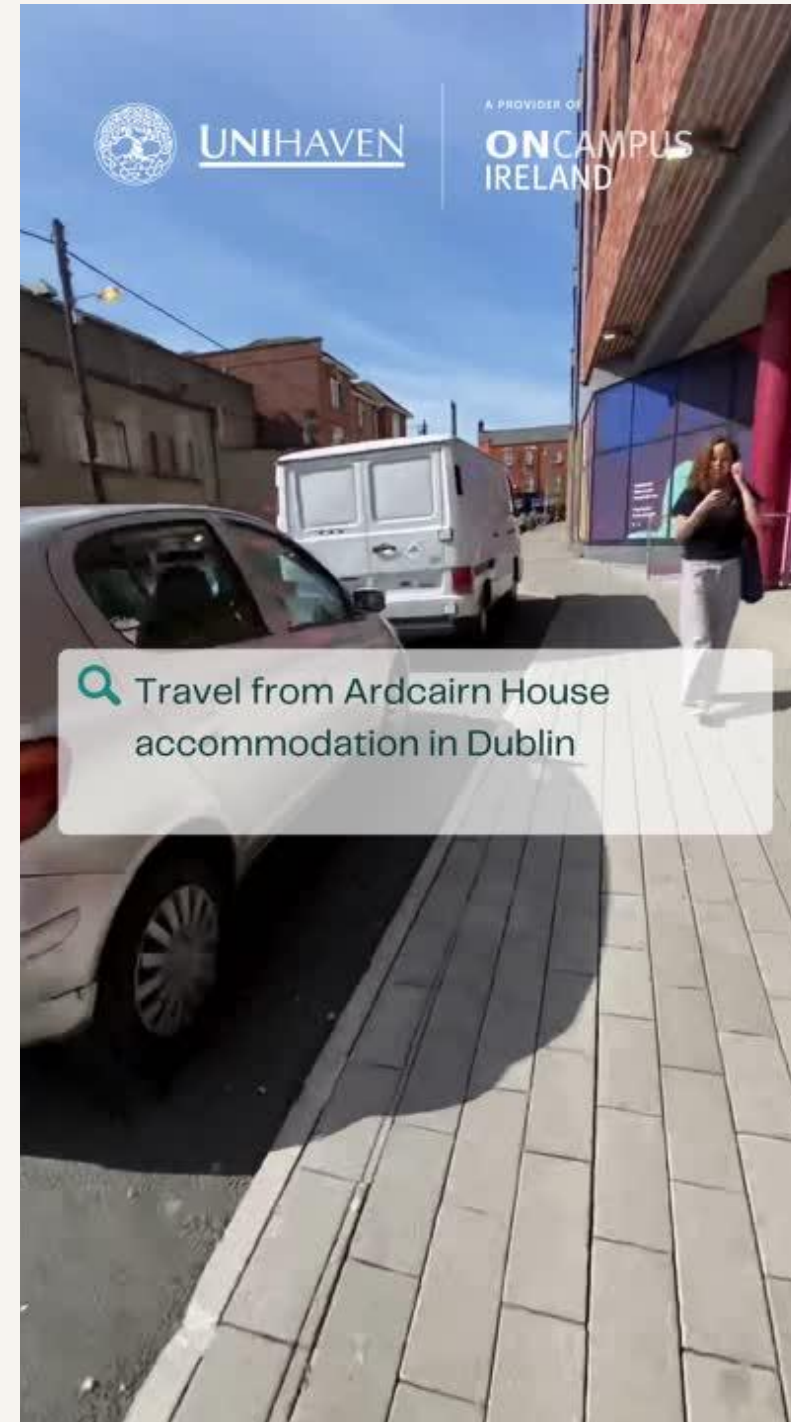 UNIHAVEN
A PROVIDER OF
ONCAMPUS
IRELAND
Travel from Ardcairn House
accommodation in Dublin